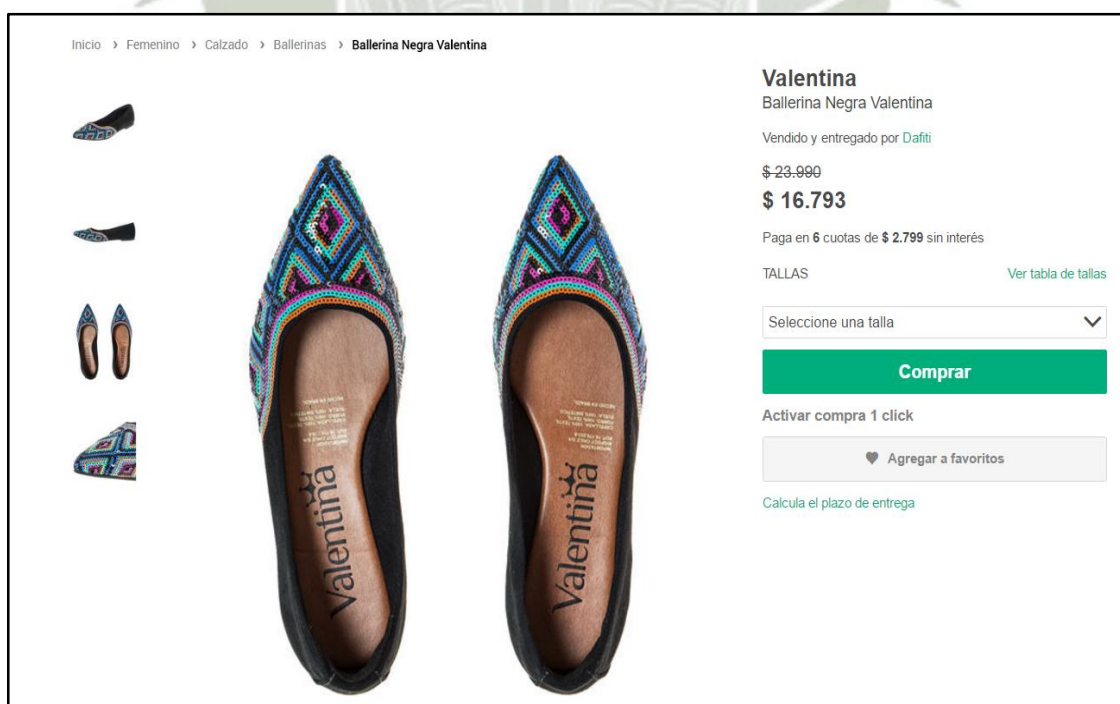 Inicio › Femenino › Calzado › Ballerinas › Ballerina Negra Valentina
Valentina
Ballerina Negra Valentina
Vendido y entregado por Dafiti
$ 23.990
$ 16.793
Paga en 6 cuotas de $ 2.799 sin interés
TALLAS
Ver tabla de tallas
Seleccione una talla
Comprar
Activar compra 1 click
Agregar a favoritos
Calcula el plazo de entrega
Valentina
Valentina